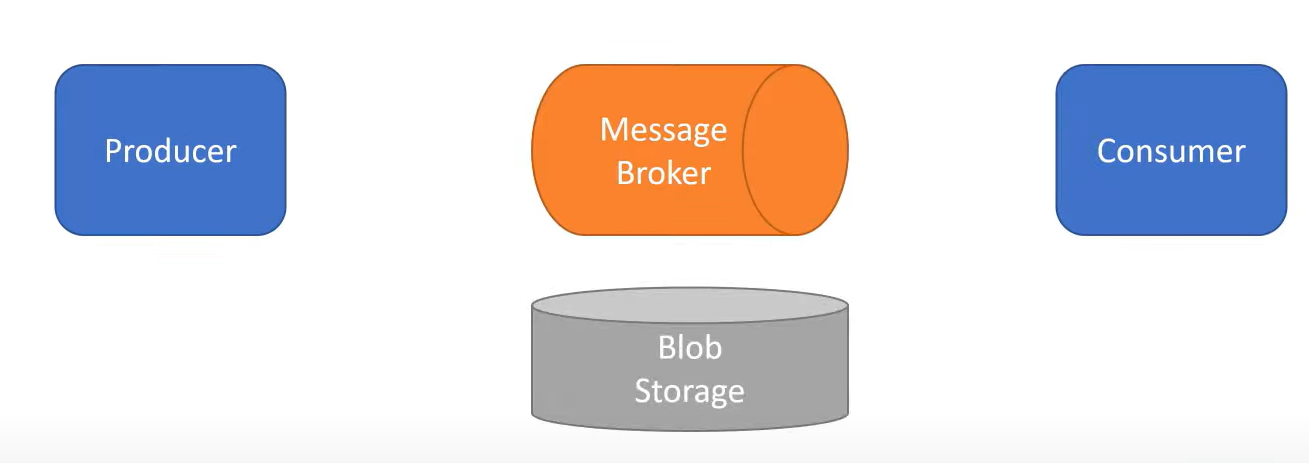 Producer
Message
Broker
Consumer
Blob
Storage